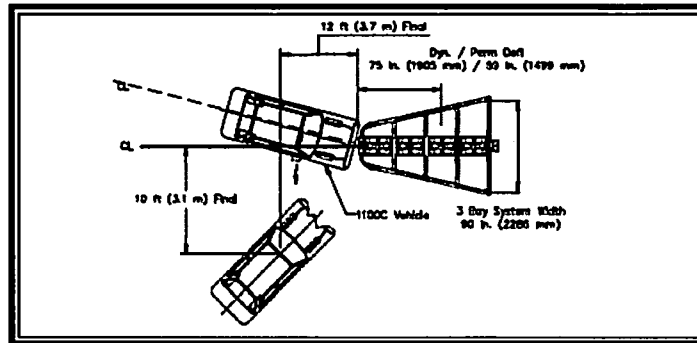 12 ft (3.7 m) Final
Dyn. / Perm Defl
75 in. (1905 mm) / 59 in. (1499 mm)
CL
CL
10 ft (3.1 m) Final
1100C Vehicle
3 Bay System Width
90 in. (2286 mm)